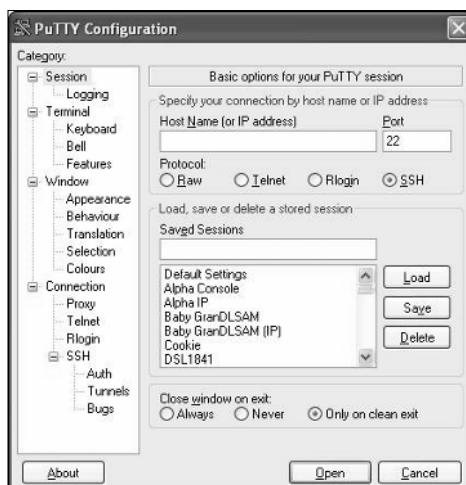 PuTTY Configuration
Category:
Session
Logging
Terminal
Keyboard
Bell
Features
Window
Appearance
Behaviour
Translation
Selection
Colours
Connection
Proxy
Telnet
Rlogin
SSH
Auth
Tunnels
Bugs
Basic options for your PuTTY session
Specify your connection by host name or IP address
Host Name (or IP address)
Port
22
Protocol:
Raw Telnet Rlogin SSH
Load, save or delete a stored session
Saved Sessions
Default Settings
Alpha Console
Alpha IP
Baby GranDLSAM
Baby GranDLSAM (IP)
Cookie
DSL1841
Load
Save
Delete
Close window on exit:
Always Never Only on clean exit
About
Open
Cancel